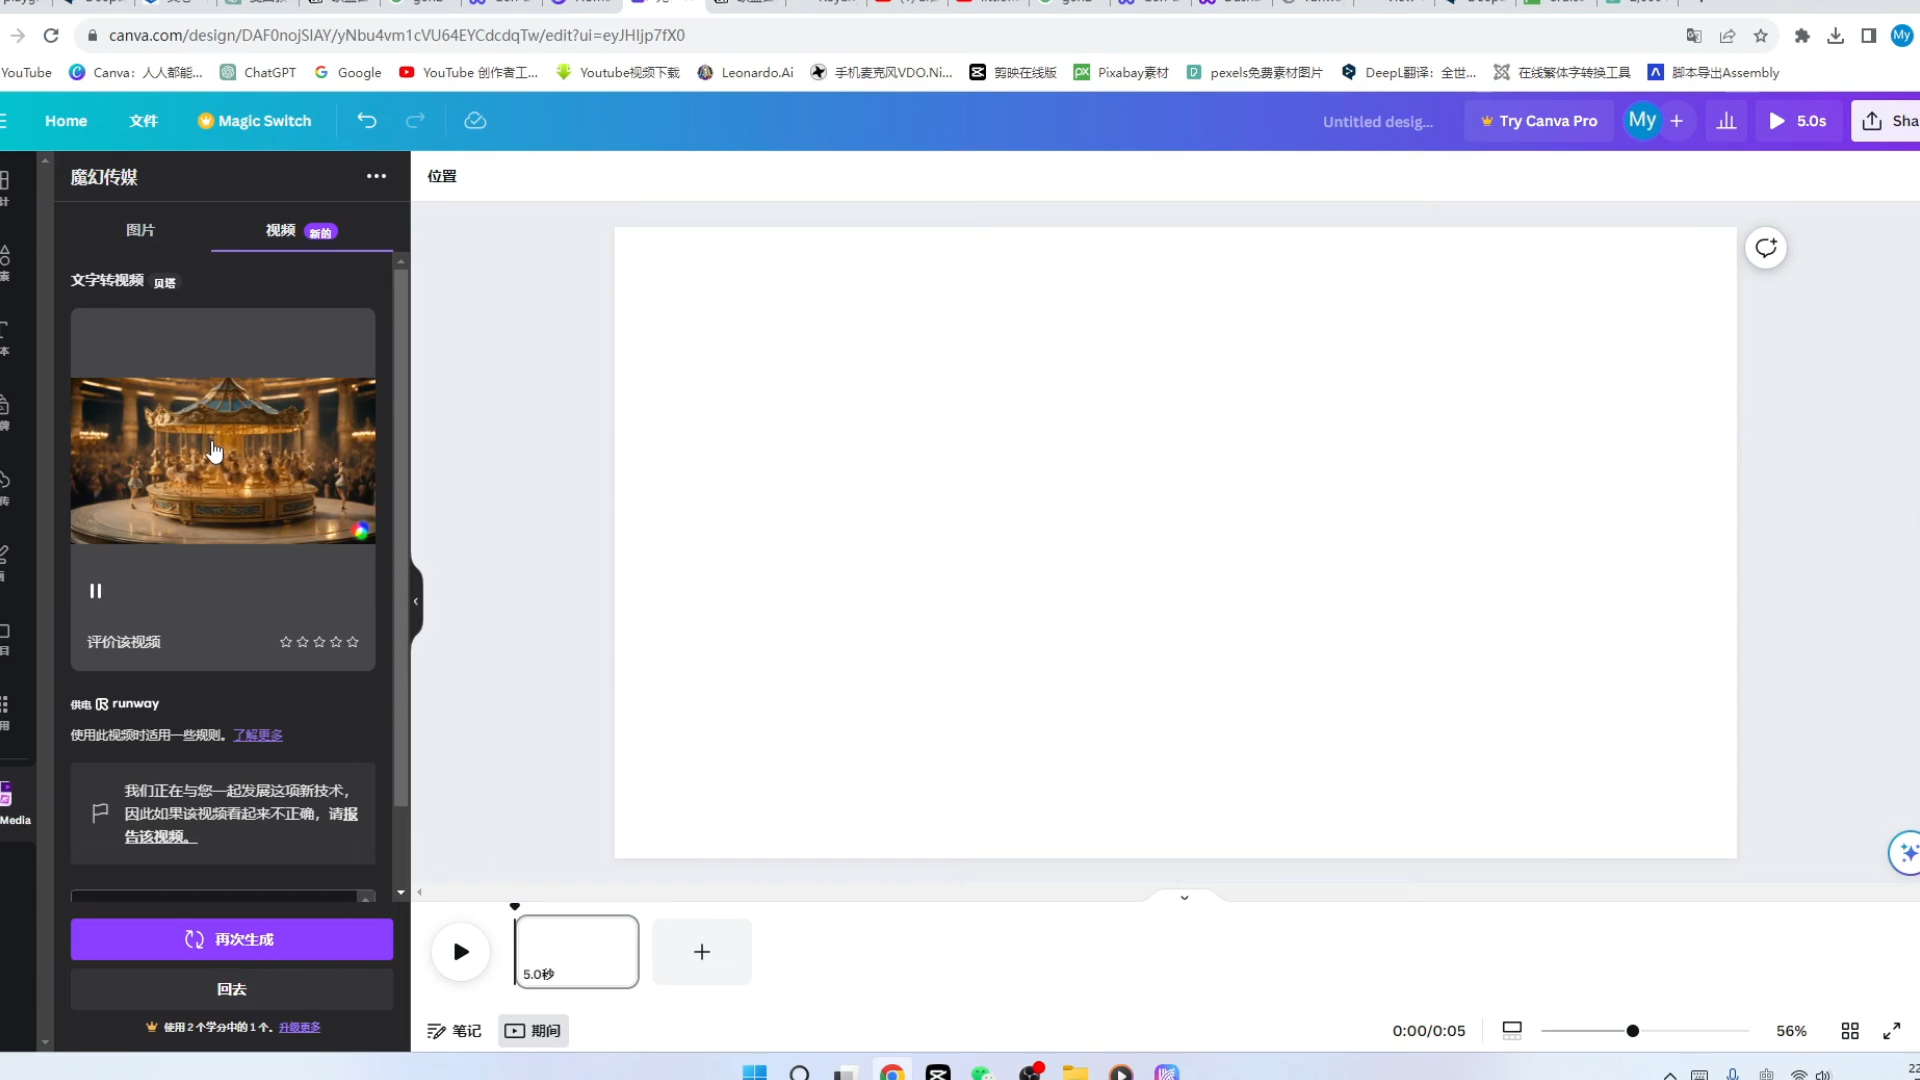 canva.com/design/DAF0nojSIAY/yNbu4vm1cVU64EYCdcdqTw/edit?ui=eyJHIjp7fX0
My
YouTube
Canva：人人都能...
ChatGPT
Google
YouTube 创作者工...
Youtube视频下载
Leonardo.Ai
手机麦克风VDO.Ni...
剪映在线版
Pixabay素材
pexels免费素材图片
DeepL翻译：全世...
在线繁体字转换工具
脚本导出Assembly
Home
文件
Magic Switch
Untitled desig...
Try Canva Pro
My
5.0s
Sha
魔幻传媒
位置
图片
视频 新的
文字转视频 贝塔
评价该视频
供电 runway
使用此视频时适用一些规则。了解更多
我们正在与您一起发展这项新技术，
因此如果该视频看起来不正确，请报
告该视频。
Media
再次生成
回去
使用 2 个学分中的 1 个。升级更多
5.0秒
笔记
期间
0:00/0:05
56%